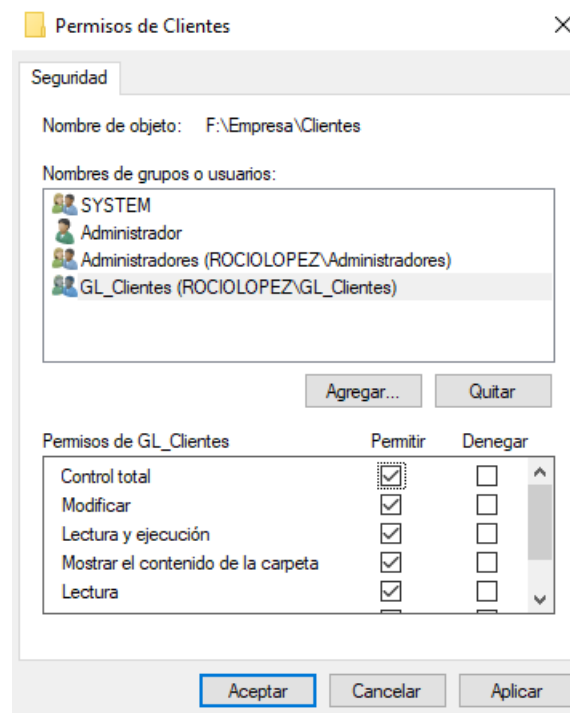 Permisos de Clientes
Seguridad
Nombre de objeto: F:\Empresa\Clientes
Nombres de grupos o usuarios:
SYSTEM
Administrador
Administradores (ROCIOLOPEZ\Administradores)
GL_Clientes (ROCIOLOPEZ\GL_Clientes)
Agregar... Quitar
Permisos de GL_Clientes Permitir Denegar
Control total
Modificar
Lectura y ejecución
Mostrar el contenido de la carpeta
Lectura
Aceptar Cancelar Aplicar